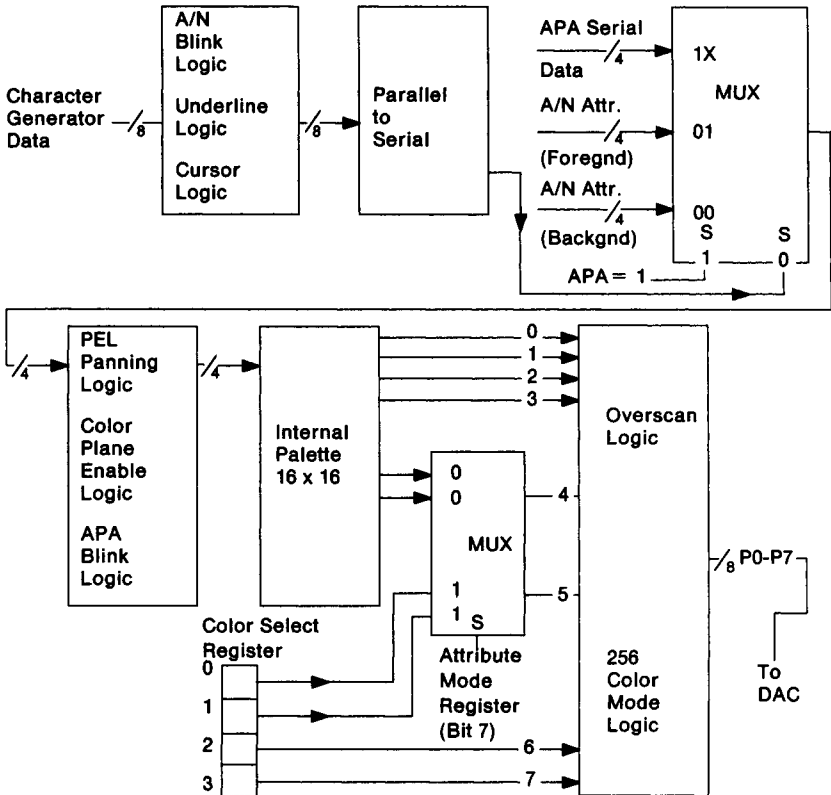 A/N
Blink
Logic
Underline
Logic
Cursor
Logic
Character
Generator
Data
8
8
Parallel
to
Serial
APA Serial
4
Data
A/N Attr.
4
(Foregnd)
A/N Attr.
4
(Backgnd)
1X
MUX
01
00
S
S
1
0
APA = 1
4
PEL
Panning
Logic
Color
Plane
Enable
Logic
APA
Blink
Logic
4
Internal
Palette
16 x 16
0
1
2
3
0
0
MUX
1
1
S
4
5
Overscan
Logic
256
Color
Mode
Logic
8
P0-P7
To
DAC
Color Select
Register
0
1
2
3
Attribute
Mode
Register
(Bit 7)
6
7